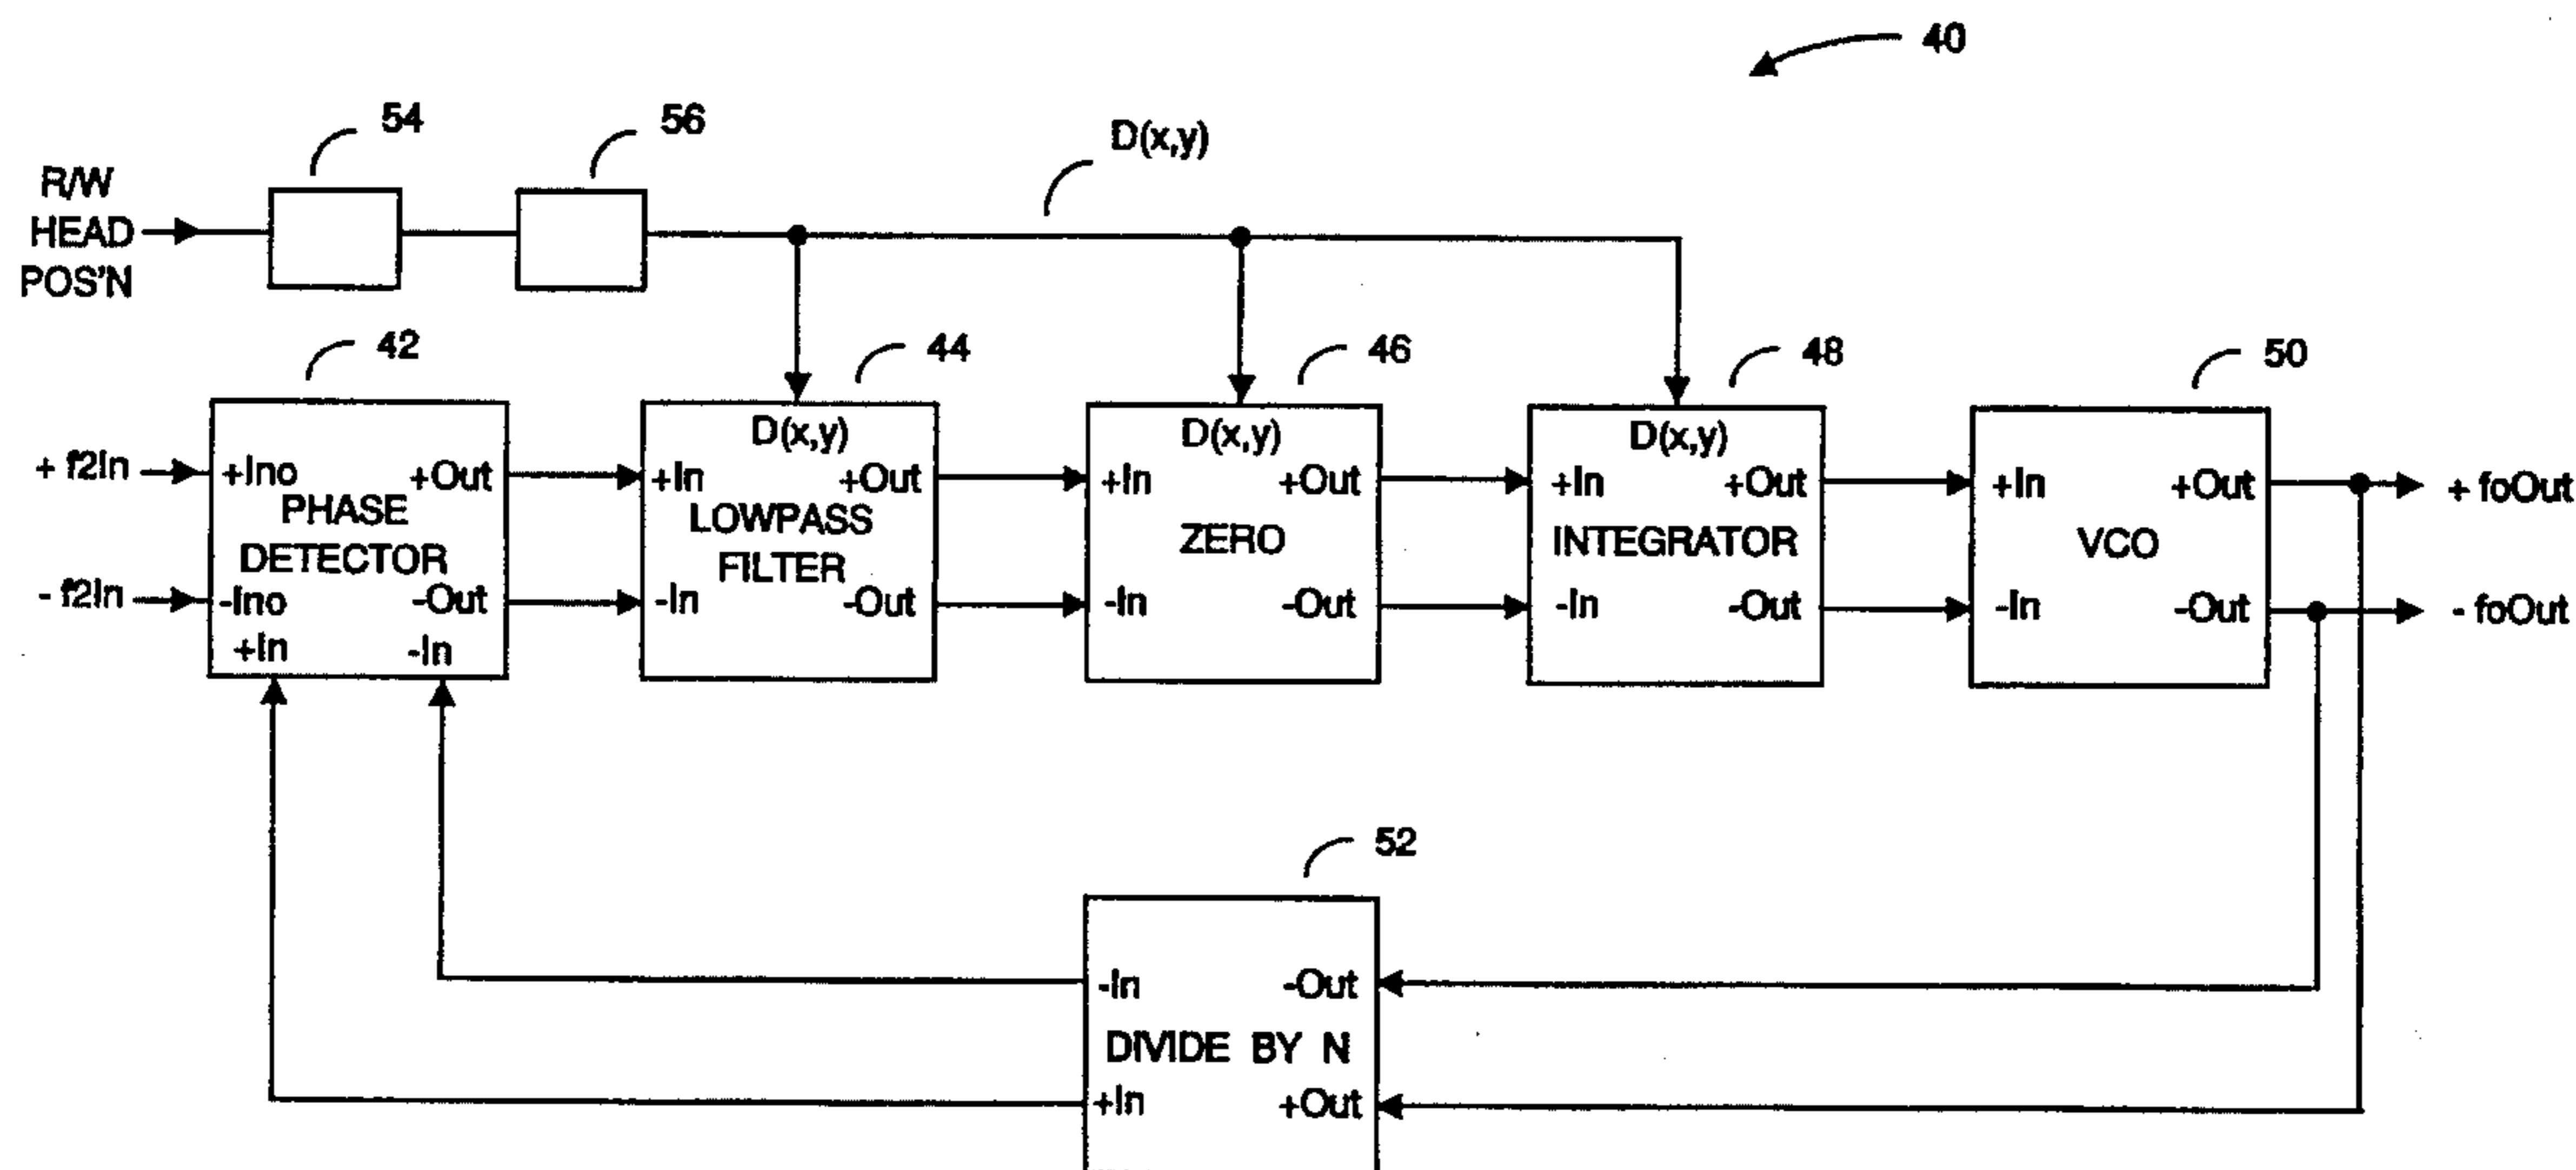 40
54
56
D(x,y)
R/W
HEAD
POS'N
42
44
46
48
50
D(x,y)
D(x,y)
D(x,y)
+ f2In
+Ino
+Out
+In
+Out
+In
+Out
+In
+Out
+In
+Out
+ foOut
PHASE
DETECTOR
LOWPASS
FILTER
ZERO
INTEGRATOR
VCO
- f2In
-Ino
-Out
-In
-Out
-In
-Out
-In
-Out
-In
-Out
- foOut
+In
-In
52
-In
-Out
DIVIDE BY N
+In
+Out